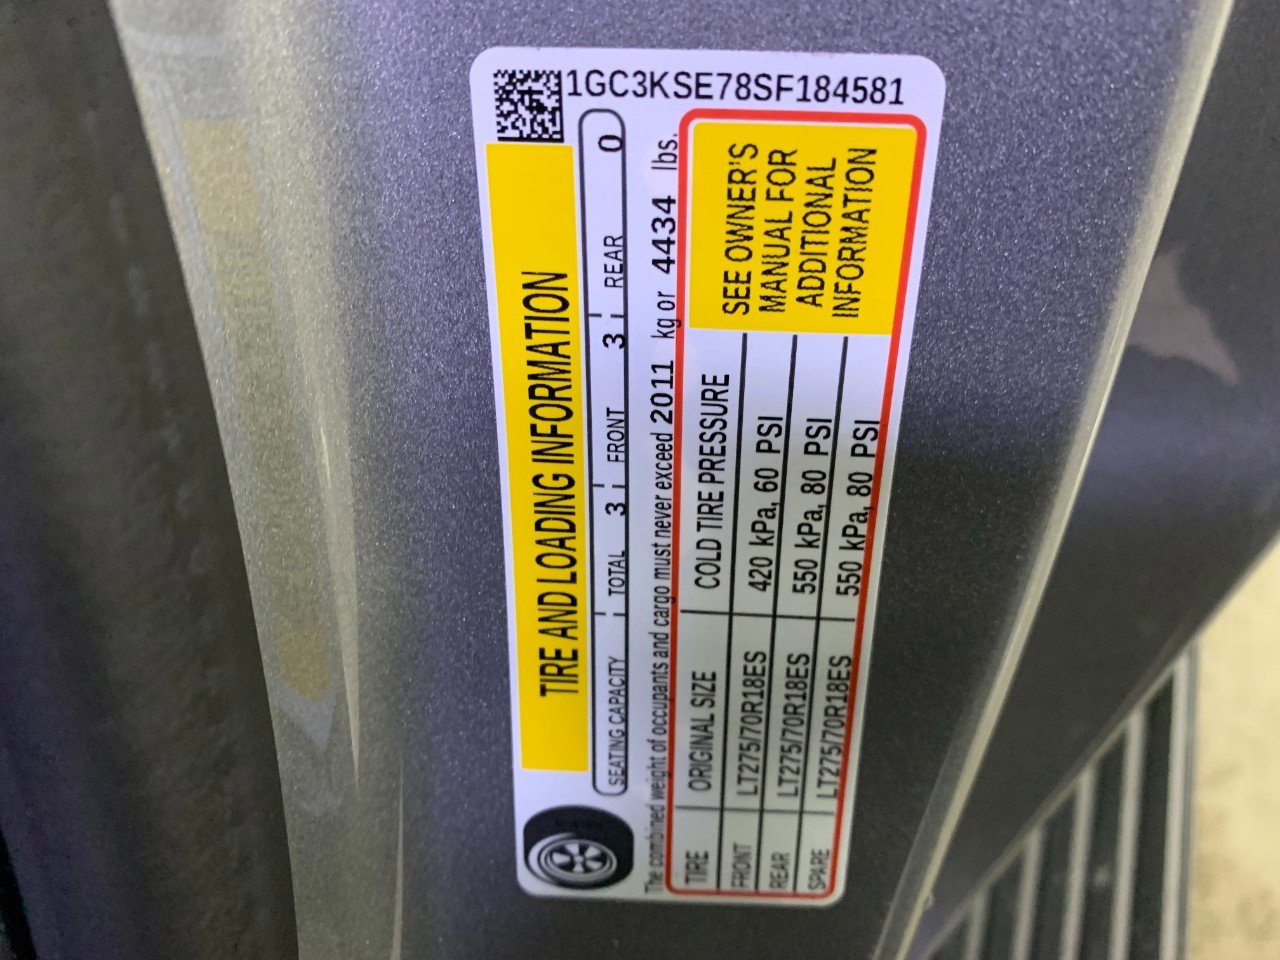 1GC3KSE78SF184581
TIRE AND LOADING INFORMATION
SEATING CAPACITY TOTAL 3 FRONT 3 REAR 0
The combined weight of occupants and cargo must never exceed 2011 kg or 4434 lbs.
TIRE ORIGINAL SIZE COLD TIRE PRESSURE
FRONT LT275/70R18ES 420 kPa, 60 PSI
REAR LT275/70R18ES 550 kPa, 80 PSI
SPARE LT275/70R18ES 550 kPa, 80 PSI
SEE OWNER'S
MANUAL FOR
ADDITIONAL
INFORMATION